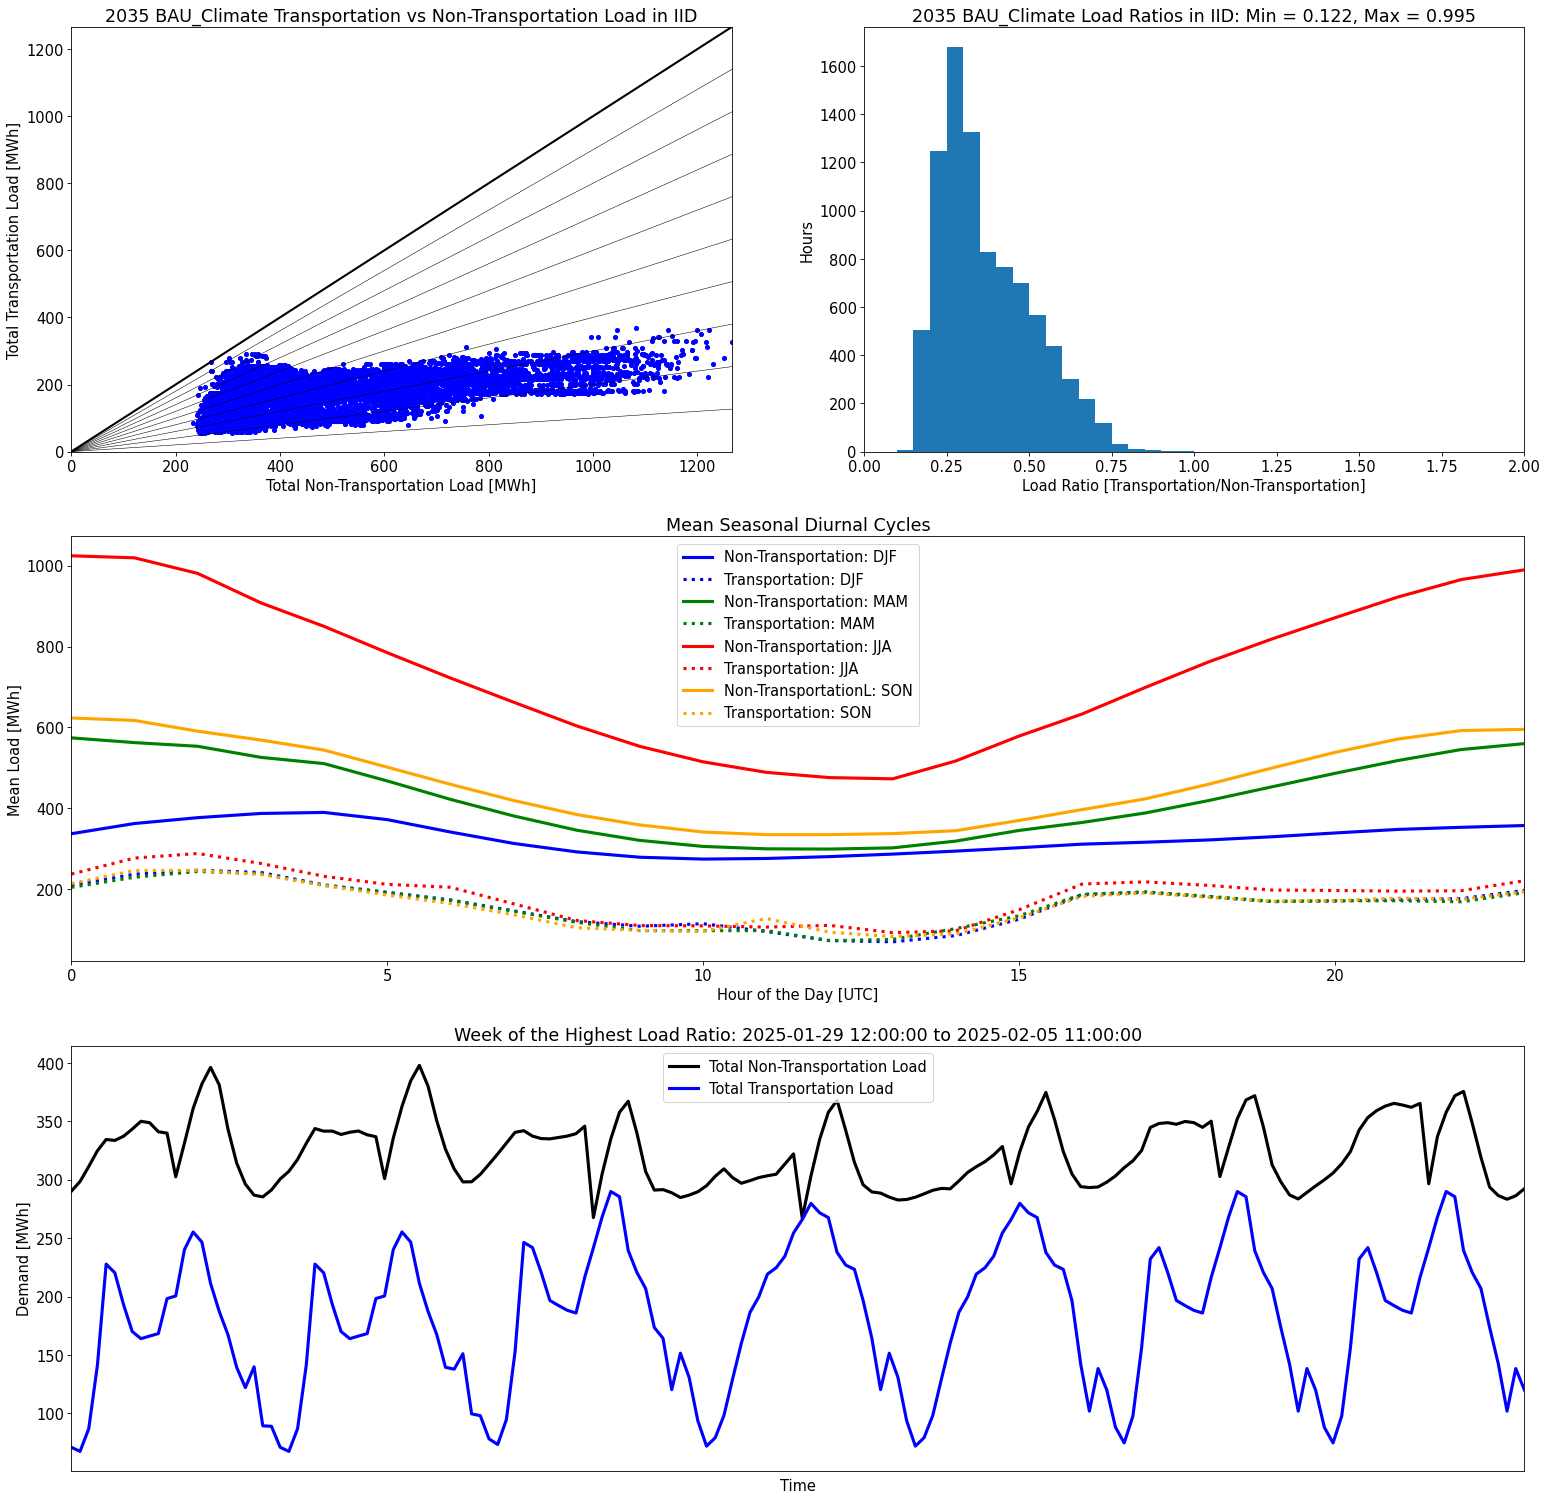 2035 BAU_Climate Transportation vs Non-Transportation Load in IID
Total Transportation Load [MWh]
1200
1000
800
600
400
200
0
0 200 400 600 800 1000 1200
Total Non-Transportation Load [MWh]
2035 BAU_Climate Load Ratios in IID: Min = 0.122, Max = 0.995
Hours
1600
1400
1200
1000
800
600
400
200
0
0.00 0.25 0.50 0.75 1.00 1.25 1.50 1.75 2.00
Load Ratio [Transportation/Non-Transportation]
Mean Seasonal Diurnal Cycles
Mean Load [MWh]
1000
800
600
400
200
Non-Transportation: DJF
Transportation: DJF
Non-Transportation: MAM
Transportation: MAM
Non-Transportation: JJA
Transportation: JJA
Non-TransportationL: SON
Transportation: SON
0 5 10 15 20
Hour of the Day [UTC]
Week of the Highest Load Ratio: 2025-01-29 12:00:00 to 2025-02-05 11:00:00
Demand [MWh]
400
350
300
250
200
150
100
Total Non-Transportation Load
Total Transportation Load
Time